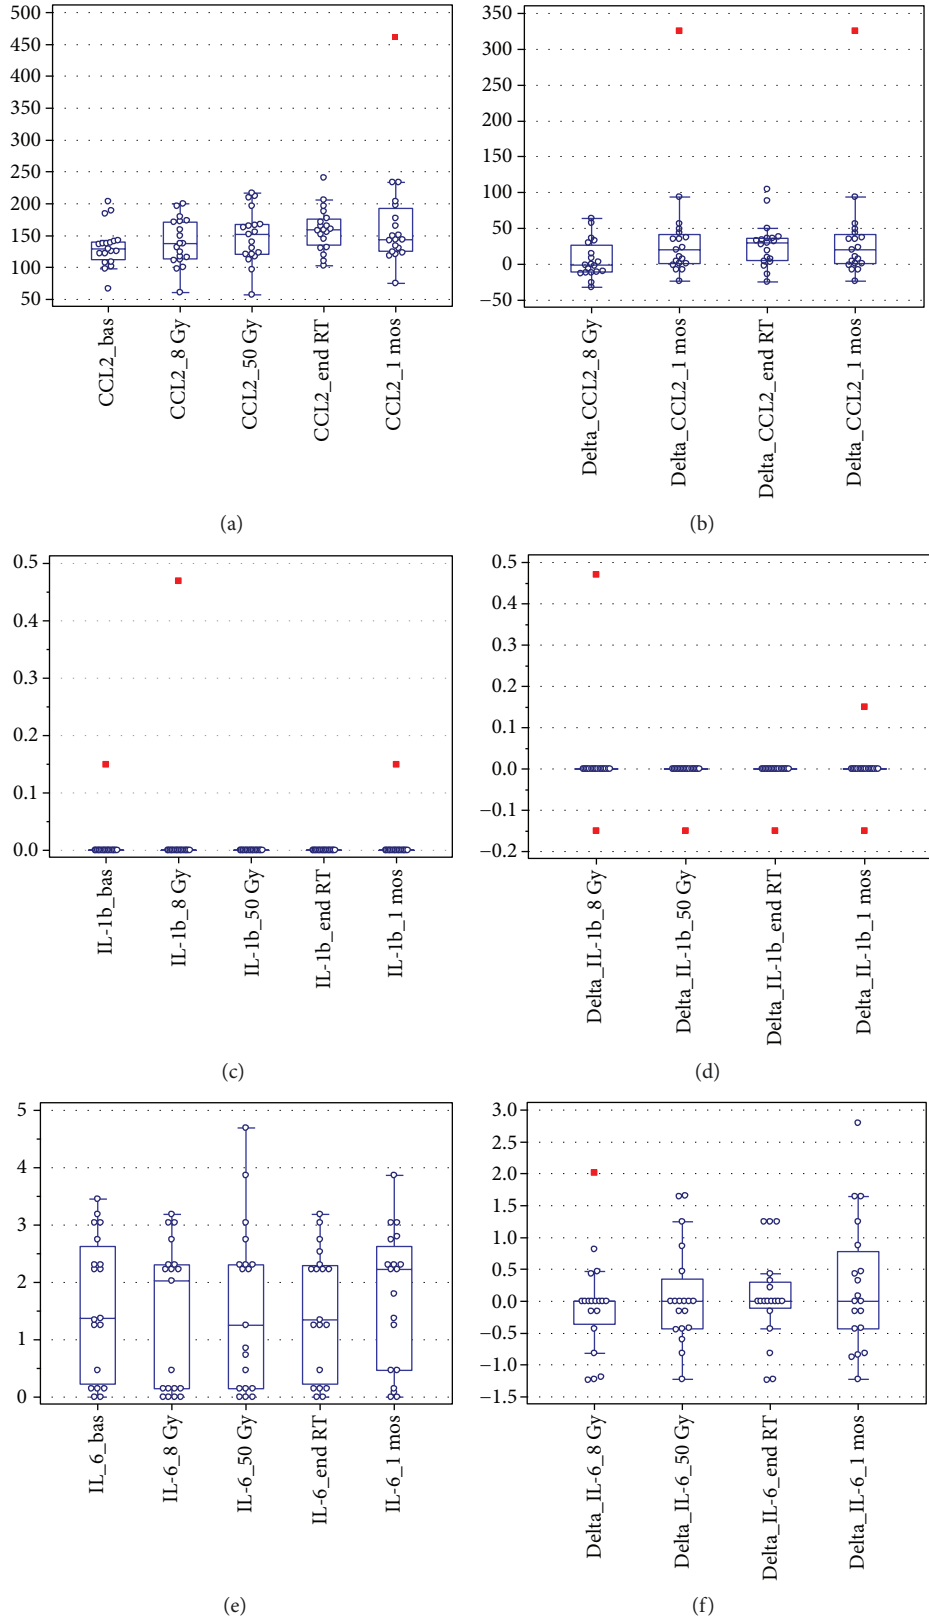 500
450
400
350
300
250
200
150
100
50
CCL2_bas
CCL2_8 Gy
CCL2_50 Gy
CCL2_end RT
CCL2_1 mos
(a)
350
300
250
200
150
100
50
0
−50
Delta_CCL2_8 Gy
Delta_CCL2_1 mos
Delta_CCL2_end RT
Delta_CCL2_1 mos
(b)
0.5
0.4
0.3
0.2
0.1
0.0
IL-1b_bas
IL-1b_8 Gy
IL-1b_50 Gy
IL-1b_end RT
IL-1b_1 mos
(c)
0.5
0.4
0.3
0.2
0.1
0.0
−0.1
−0.2
Delta_IL-1b_8 Gy
Delta_IL-1b_50 Gy
Delta_IL-1b_end RT
Delta_IL-1b_1 mos
(d)
5
4
3
2
1
0
IL_6_bas
IL-6_8 Gy
IL-6_50 Gy
IL-6_end RT
IL-6_1 mos
(e)
3.0
2.5
2.0
1.5
1.0
0.5
0.0
−0.5
−1.0
−1.5
Delta_IL-6_8 Gy
Delta_IL-6_50 Gy
Delta_IL-6_end RT
Delta_IL-6_1 mos
(f)